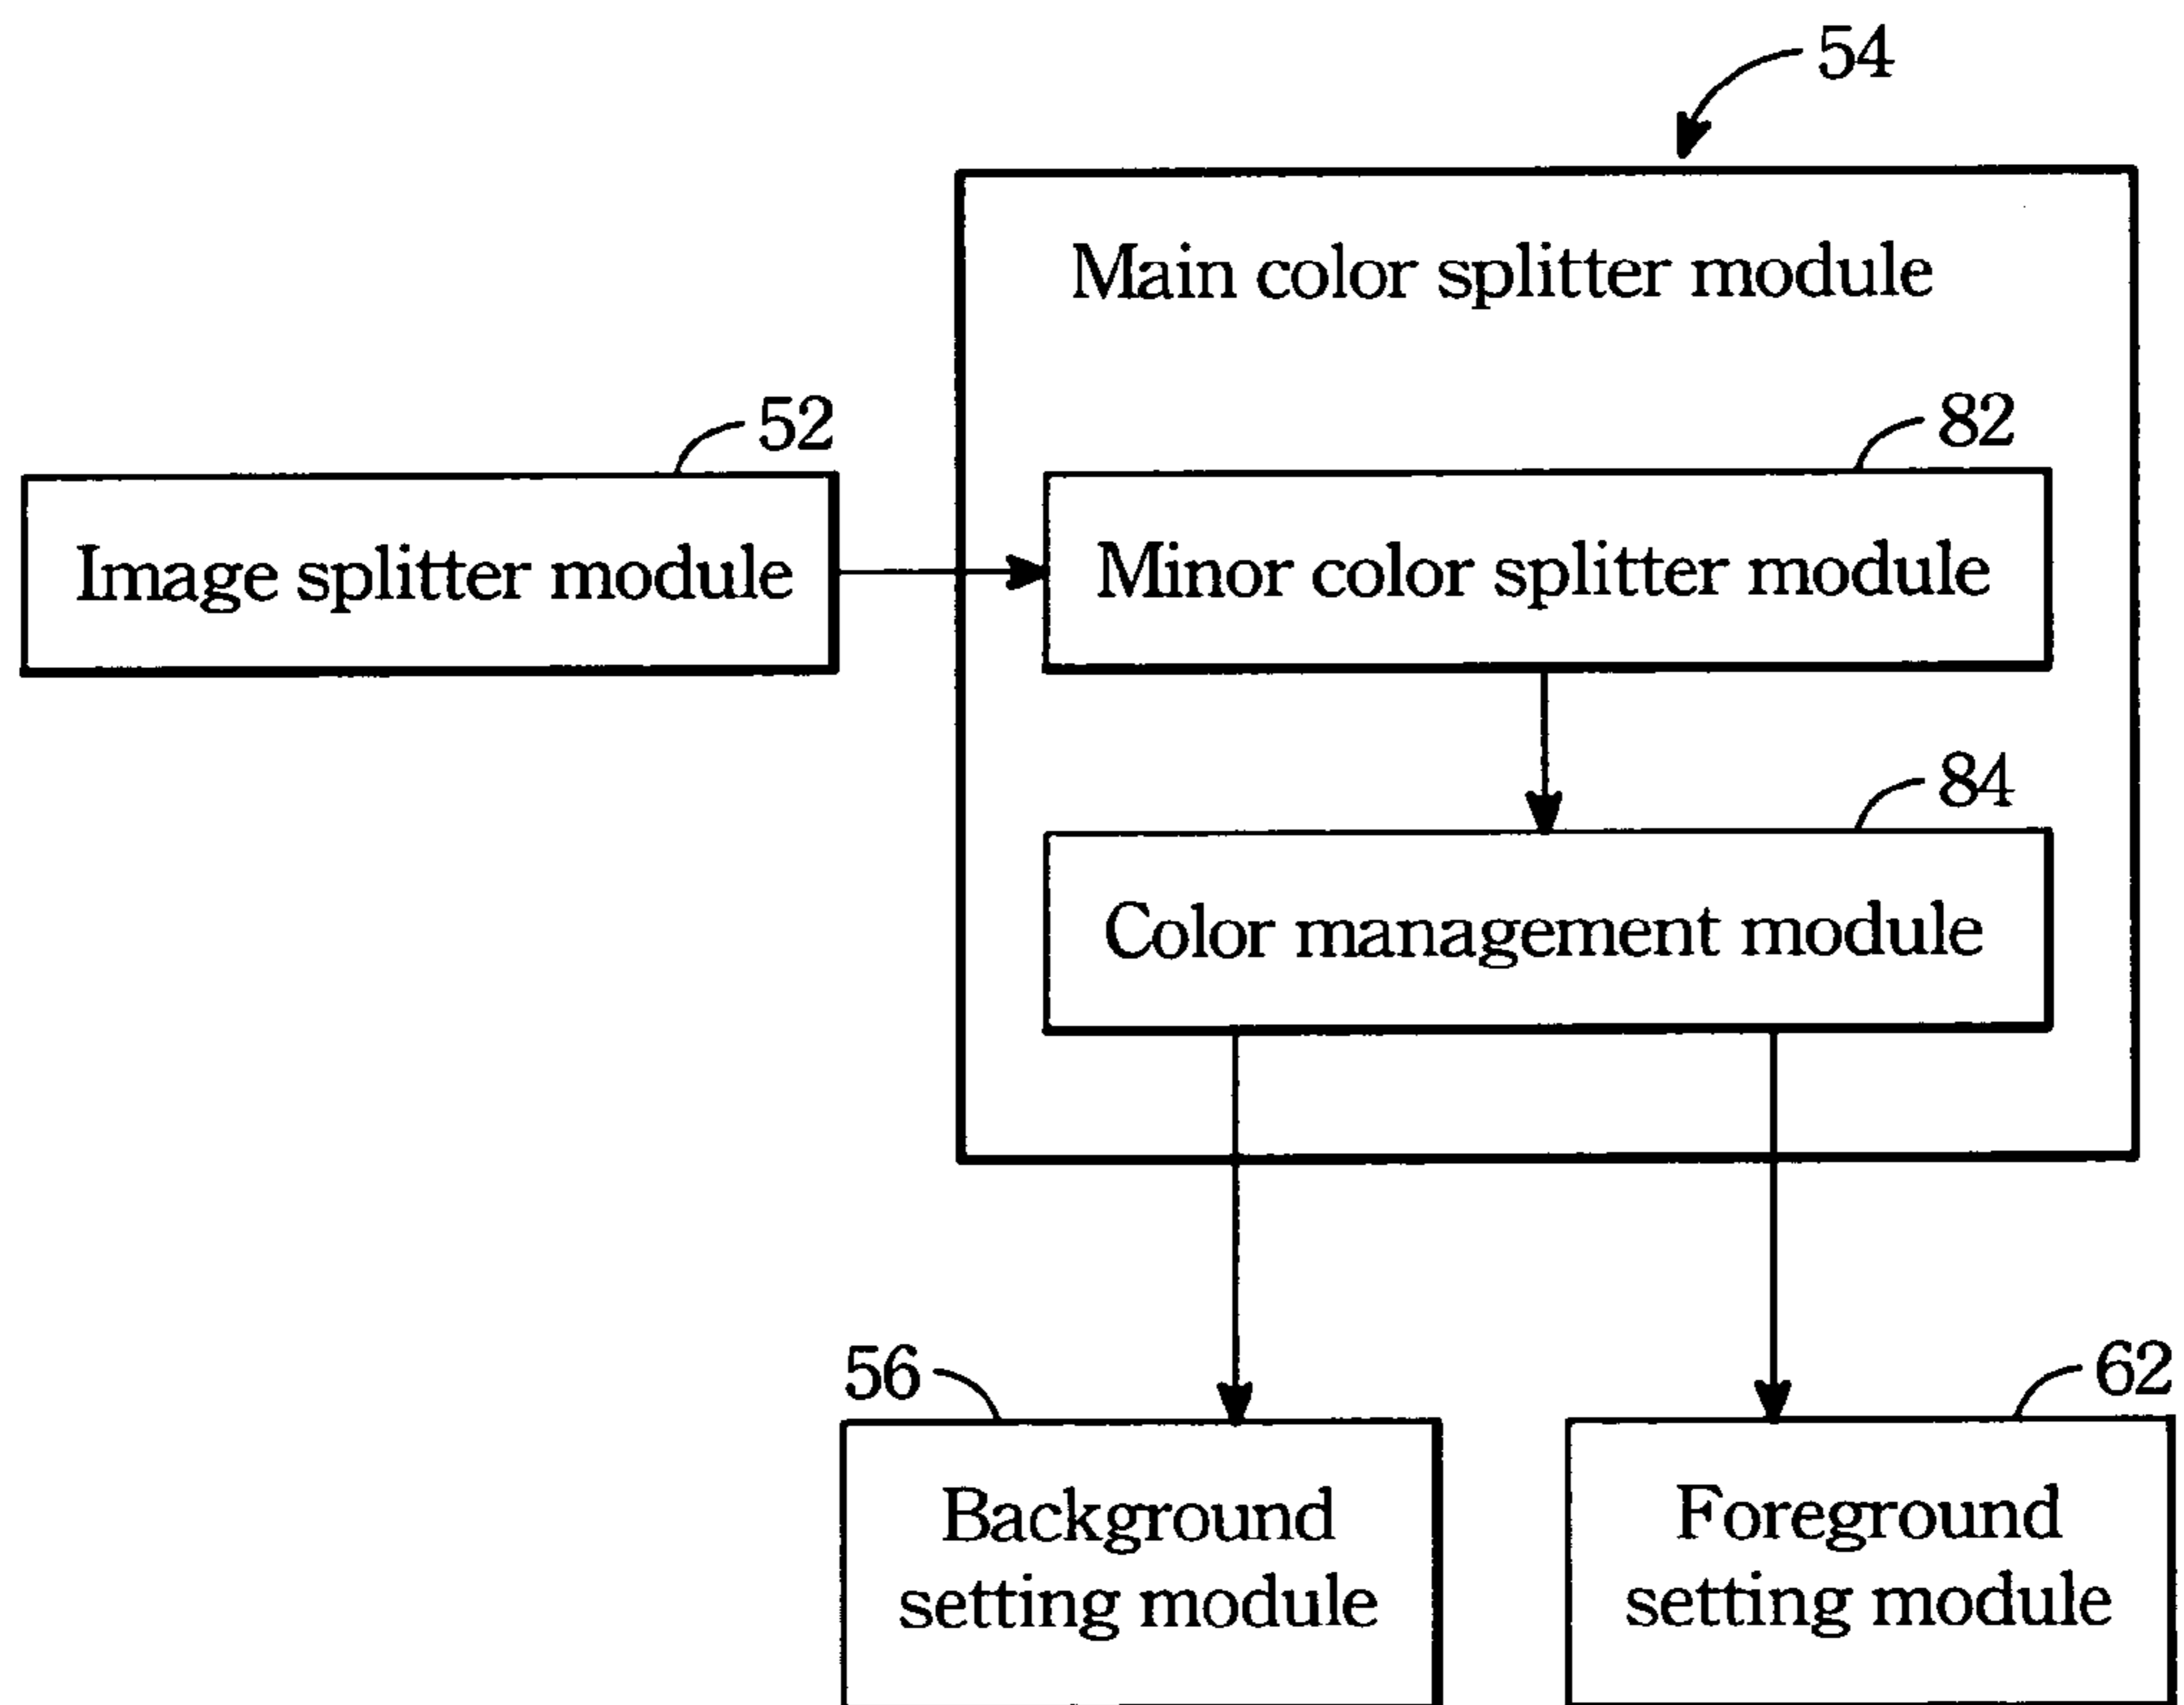 54
Main color splitter module
52
82
Image splitter module
Minor color splitter module
84
Color management module
56
62
Background
setting module
Foreground
setting module